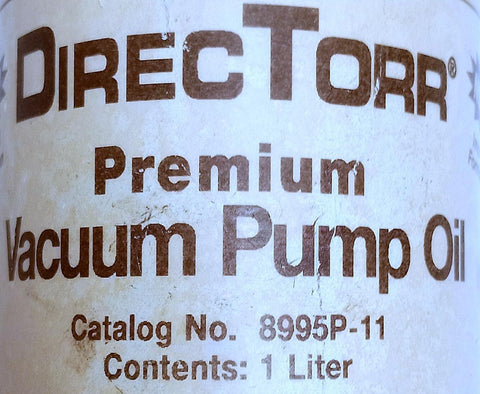 DIRECTORR®
Premium
Vacuum Pump Oil
Catalog No. 8995P-11
Contents: 1 Liter